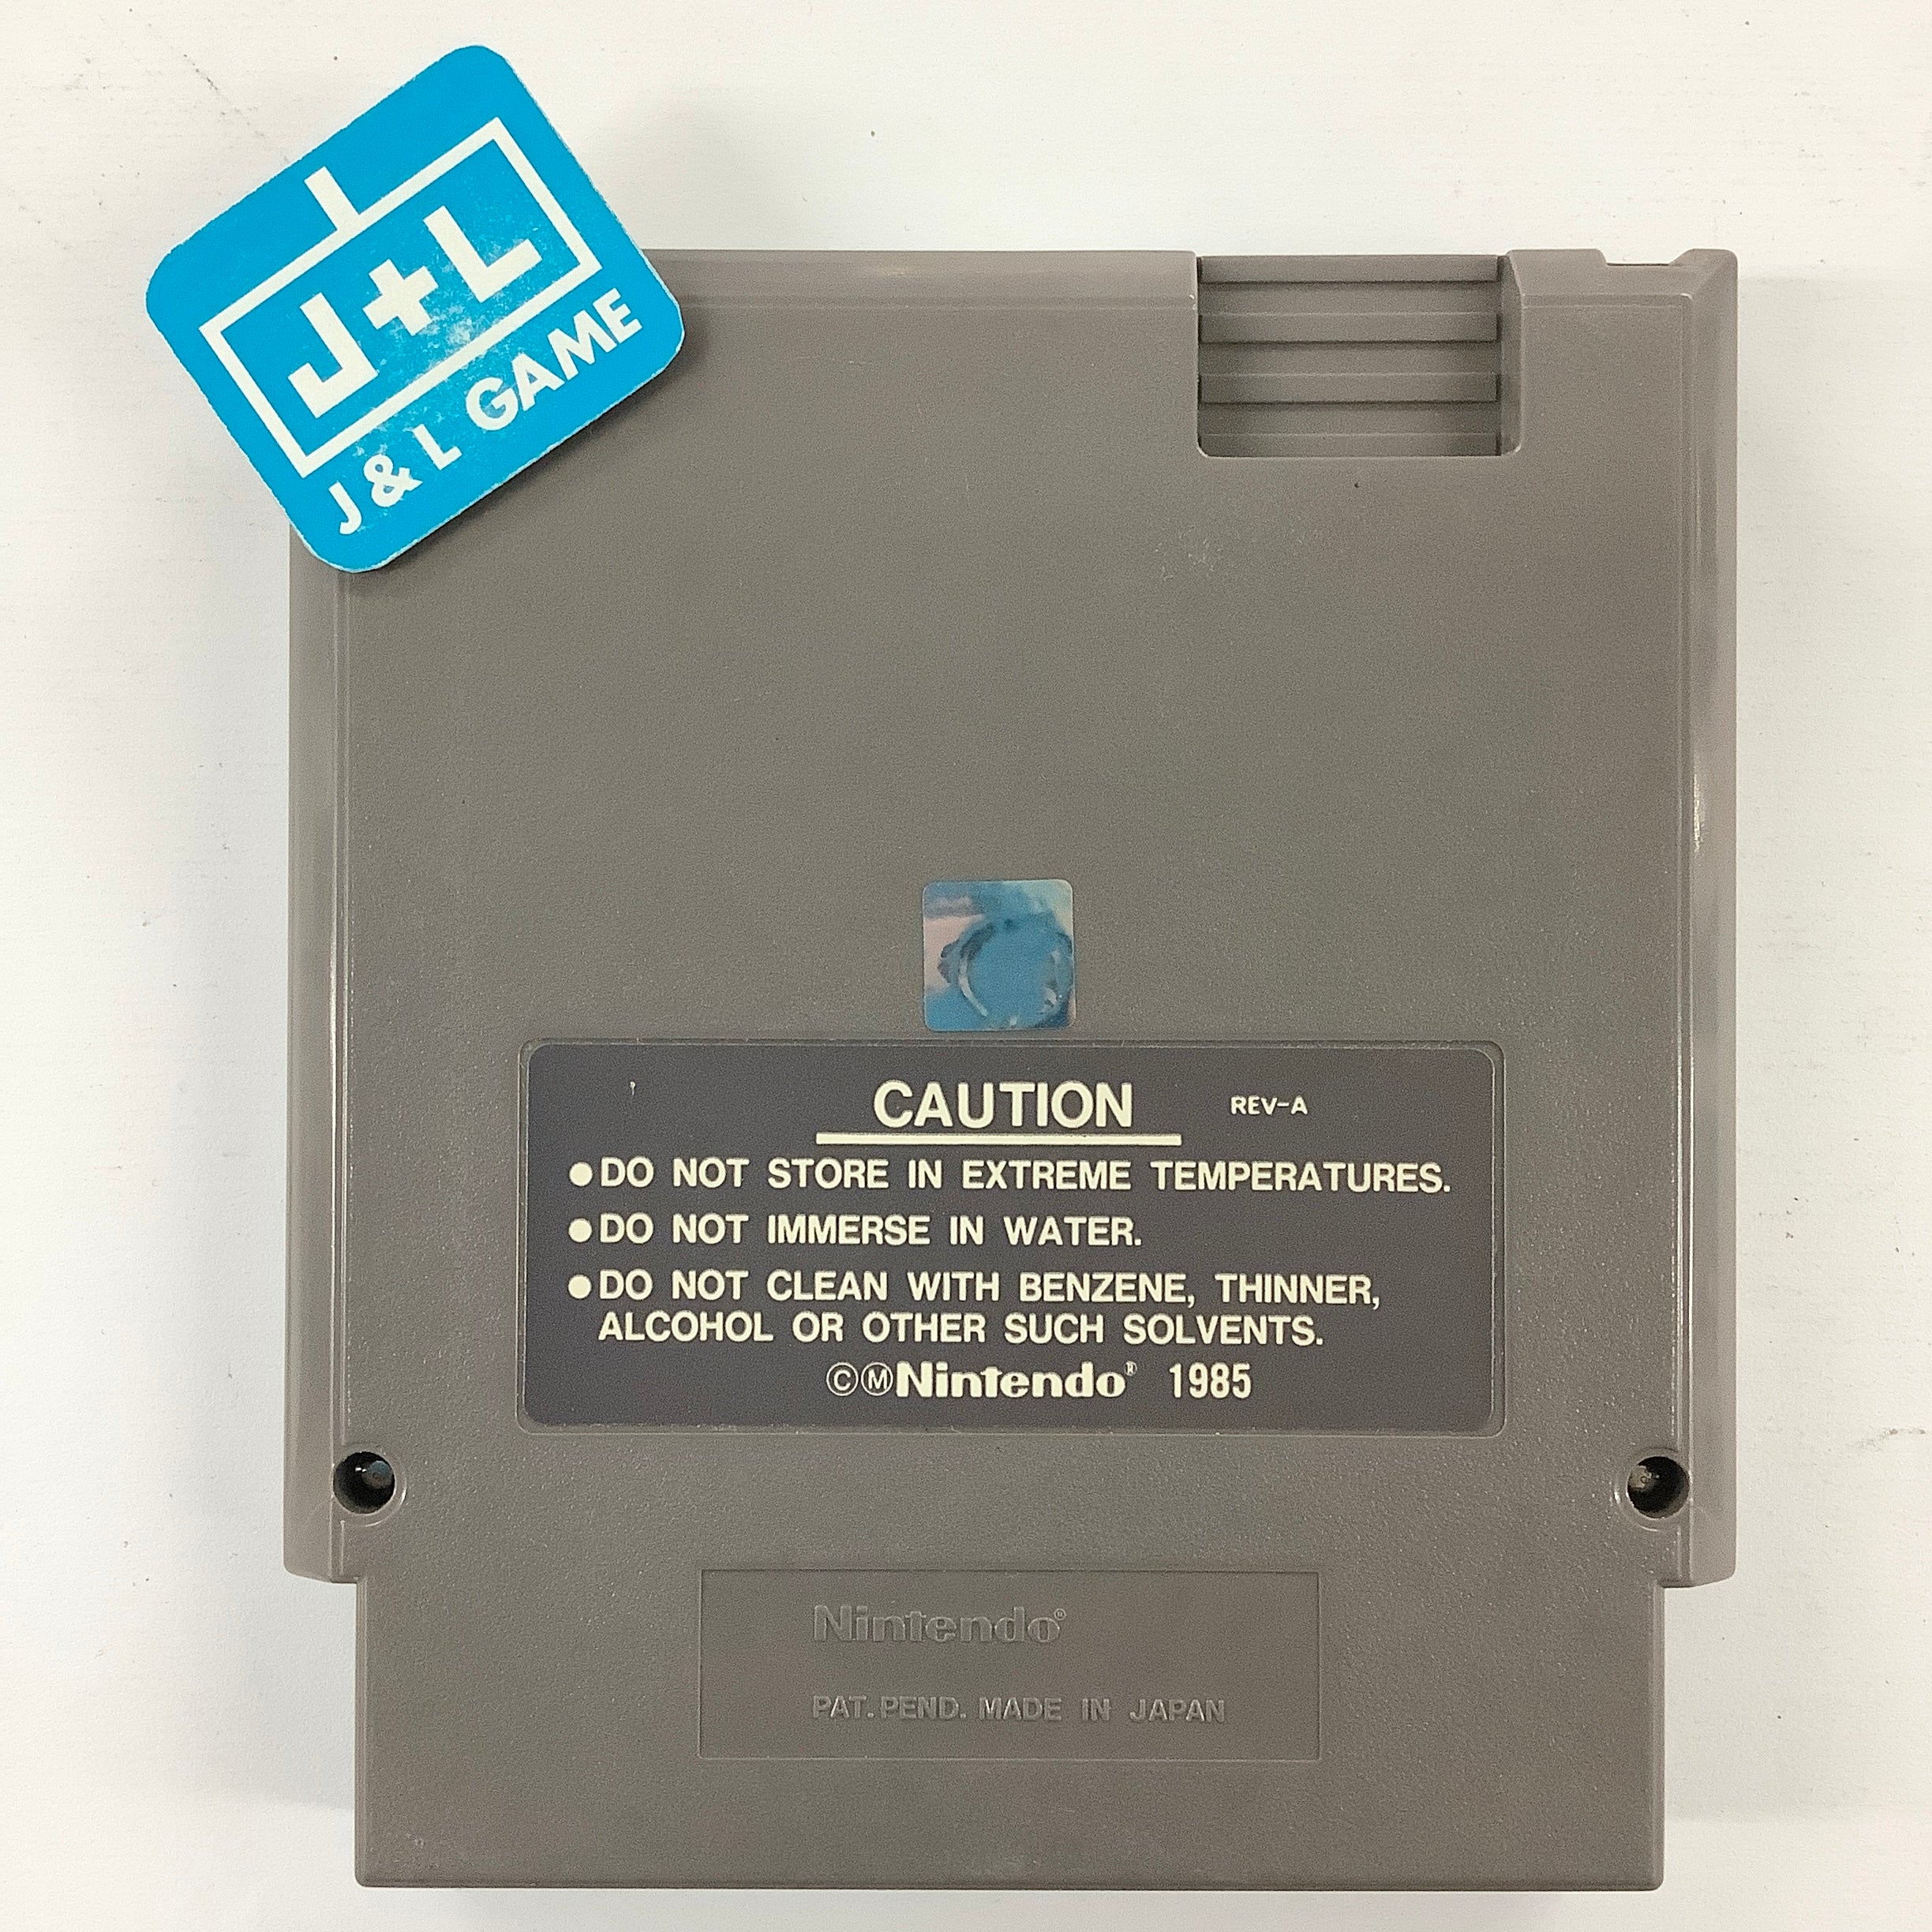 J+L
J & L GAME
CAUTION REV-A
●DO NOT STORE IN EXTREME TEMPERATURES.
●DO NOT IMMERSE IN WATER.
●DO NOT CLEAN WITH BENZENE, THINNER,
ALCOHOL OR OTHER SUCH SOLVENTS.
ⒸⓂNintendo® 1985
Nintendo®
PAT. PEND. MADE IN JAPAN